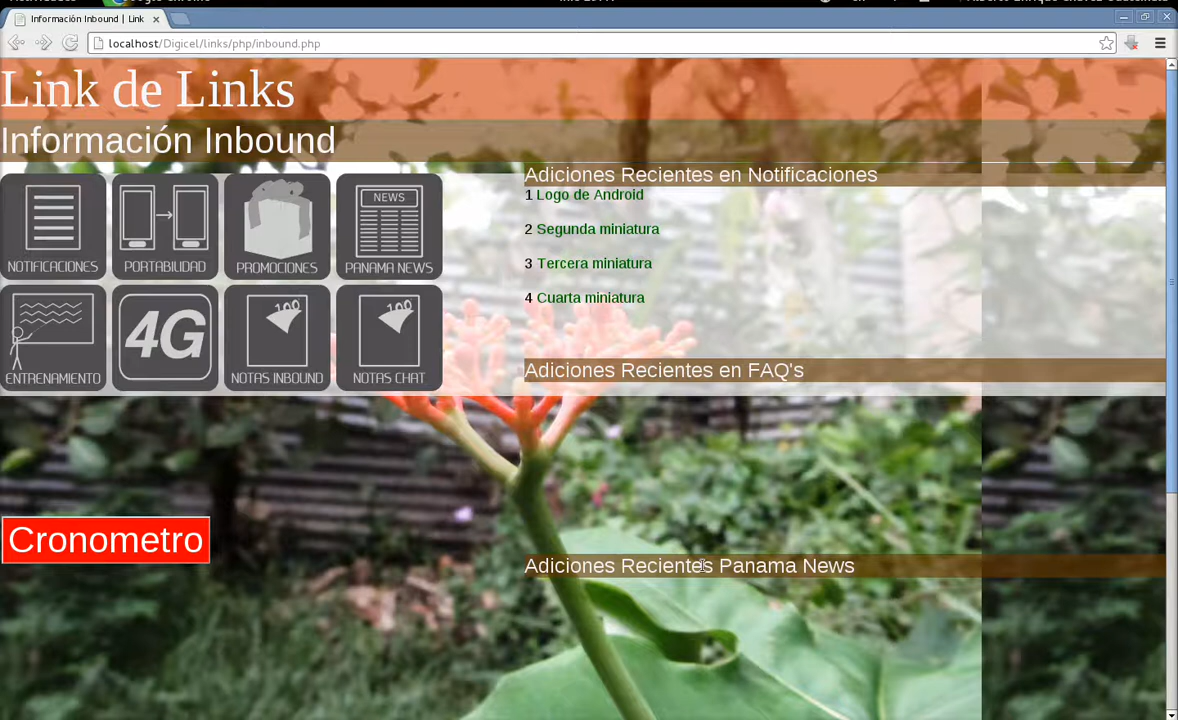 Información Inbound | Link
localhost/Digicel/links/php/inbound.php
Link de Links
Información Inbound
NOTIFICACIONES
PORTABILIDAD
PROMOCIONES
NEWS
PANAMA NEWS
ENTRENAMIENTO
4G
100
NOTAS INBOUND
100
NOTAS CHAT
Adiciones Recientes en Notificaciones
1 Logo de Android
2 Segunda miniatura
3 Tercera miniatura
4 Cuarta miniatura
Adiciones Recientes en FAQ's
Cronometro
Adiciones Recientes Panama News